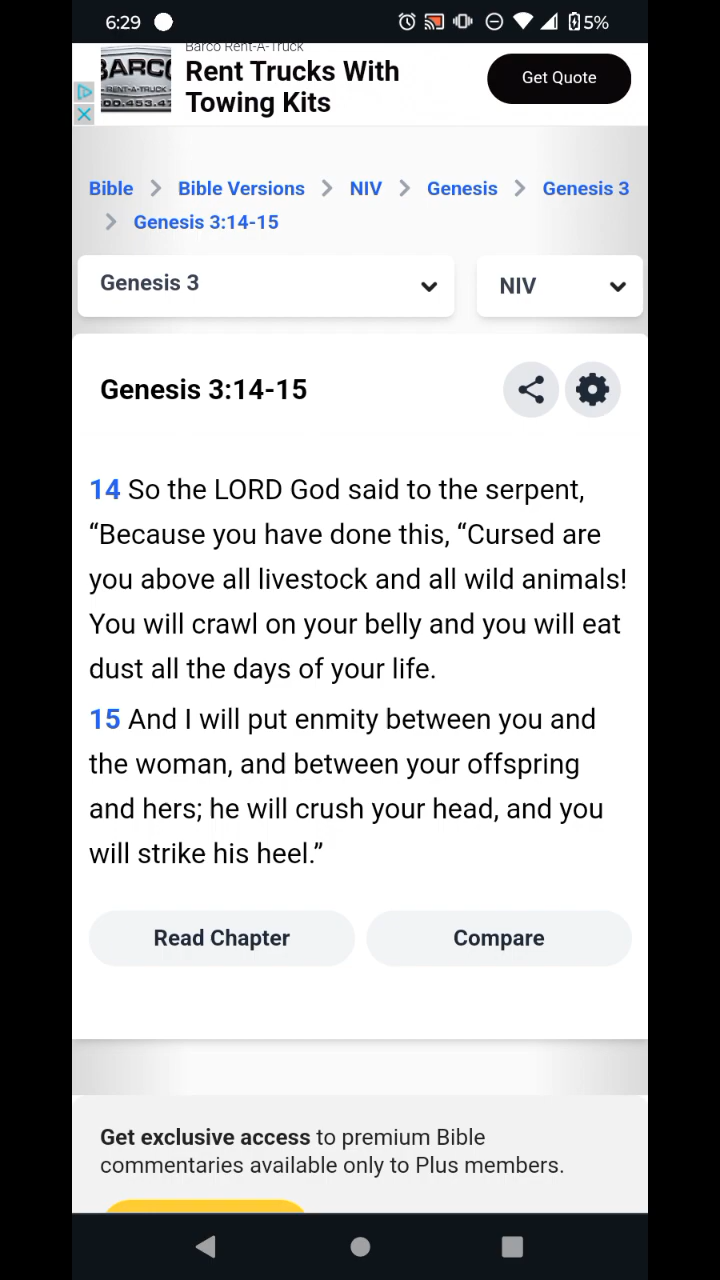 6:29
5%
Barco Rent-A-Truck
Rent Trucks With
Towing Kits
Get Quote
BARCO
RENT-A-TRUCK
Bible > Bible Versions > NIV > Genesis > Genesis 3
> Genesis 3:14-15
Genesis 3
NIV
Genesis 3:14-15
14 So the LORD God said to the serpent,
“Because you have done this, “Cursed are
you above all livestock and all wild animals!
You will crawl on your belly and you will eat
dust all the days of your life.
15 And I will put enmity between you and
the woman, and between your offspring
and hers; he will crush your head, and you
will strike his heel.”
Read Chapter
Compare
Get exclusive access to premium Bible
commentaries available only to Plus members.